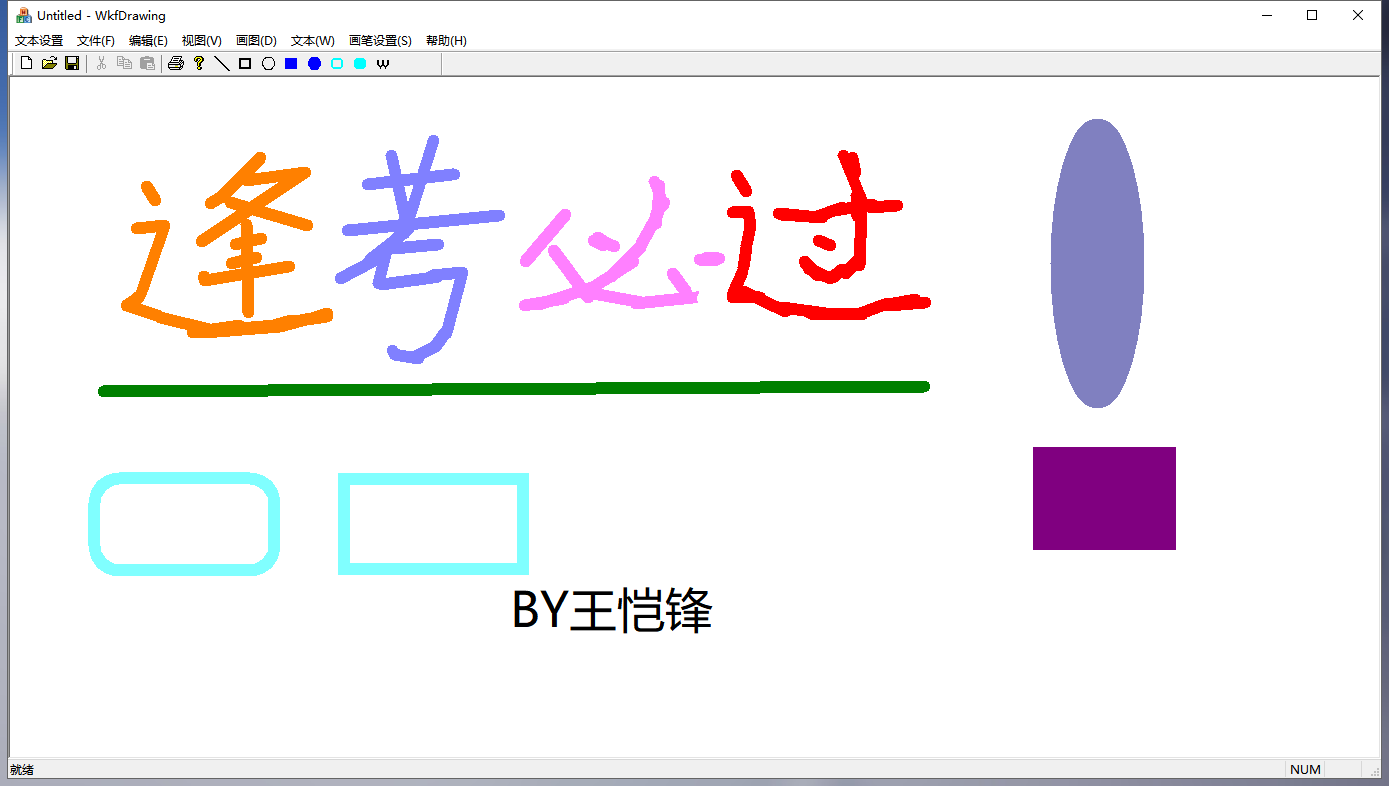 Untitled - WkfDrawing
文本设置 文件(F) 编辑(E) 视图(V) 画图(D) 文本(W) 画笔设置(S) 帮助(H)
W
逢考必过
BY王恺锋
就绪 NUM